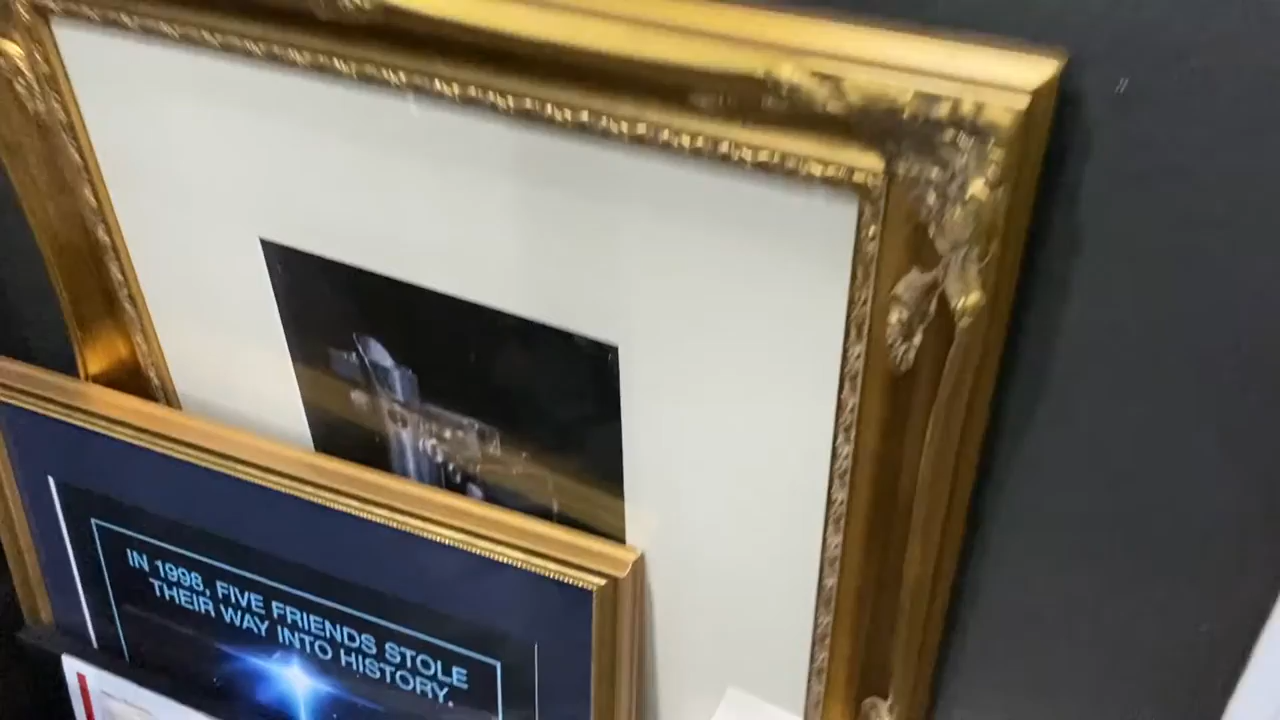 IN 1998, FIVE FRIENDS STOLE
THEIR WAY INTO HISTORY.